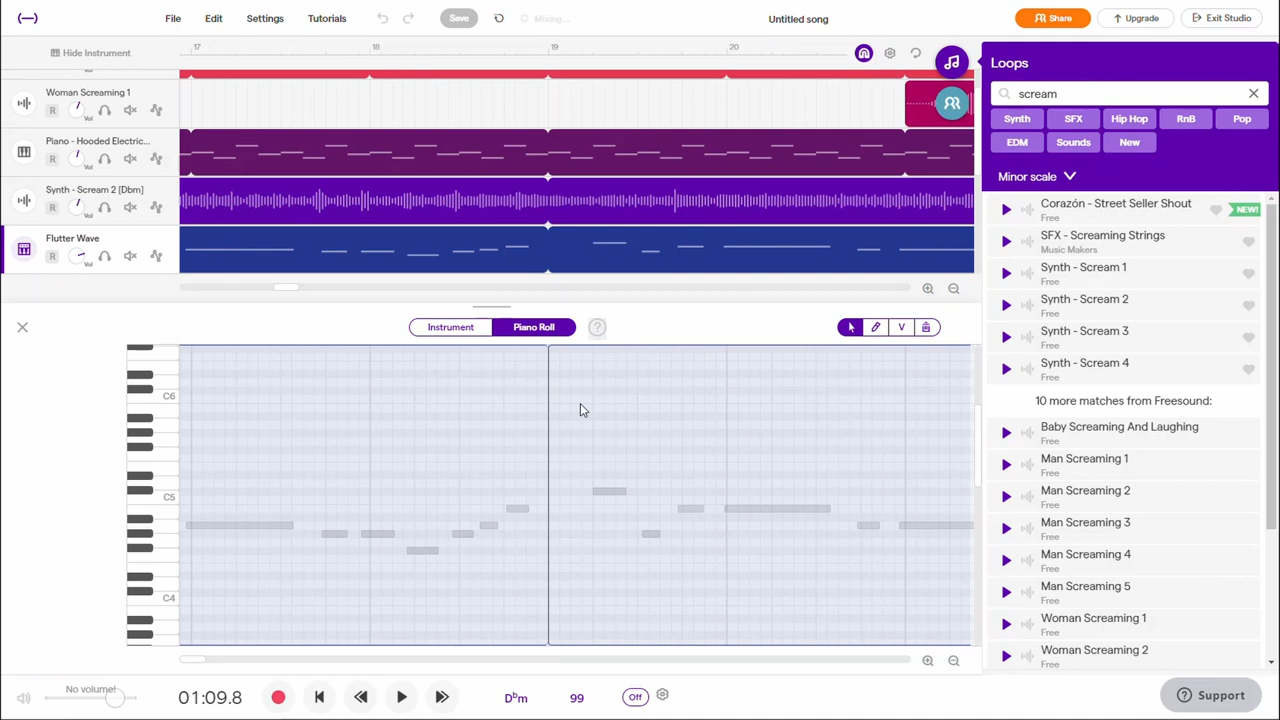 File Edit Settings Tutorials Save Mixing... Untitled song Share Upgrade Exit Studio
Hide Instrument 17 18 19 20
Loops
scream
Synth SFX Hip Hop RnB Pop
EDM Sounds New
Minor scale
Woman Screaming 1
R
Vol
Piano - Hooded Electric...
R
Vol
Synth - Scream 2 [Dbm]
R
Vol
Flutter Wave
R
Vol
Instrument Piano Roll ? V
C6
C5
C4
Corazón - Street Seller Shout
Free
NEW!
SFX - Screaming Strings
Music Makers
Synth - Scream 1
Free
Synth - Scream 2
Free
Synth - Scream 3
Free
Synth - Scream 4
Free
10 more matches from Freesound:
Baby Screaming And Laughing
Free
Man Screaming 1
Free
Man Screaming 2
Free
Man Screaming 3
Free
Man Screaming 4
Free
Man Screaming 5
Free
Woman Screaming 1
Free
Woman Screaming 2
Free
No volume!
01:09.8 Dbm 99 Off
? Support